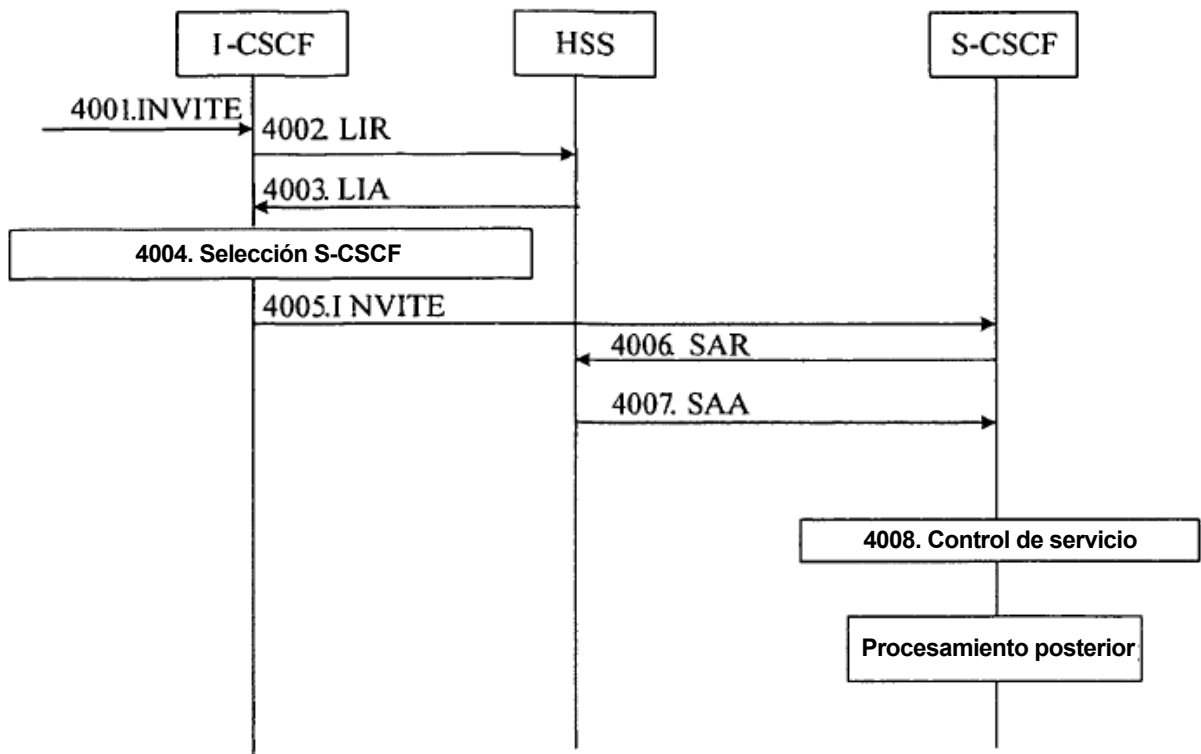 I-CSCF
HSS
S-CSCF
4001.INVITE
4002. LIR
4003. LIA
4004. Selección S-CSCF
4005.I NVITE
4006. SAR
4007. SAA
4008. Control de servicio
Procesamiento posterior